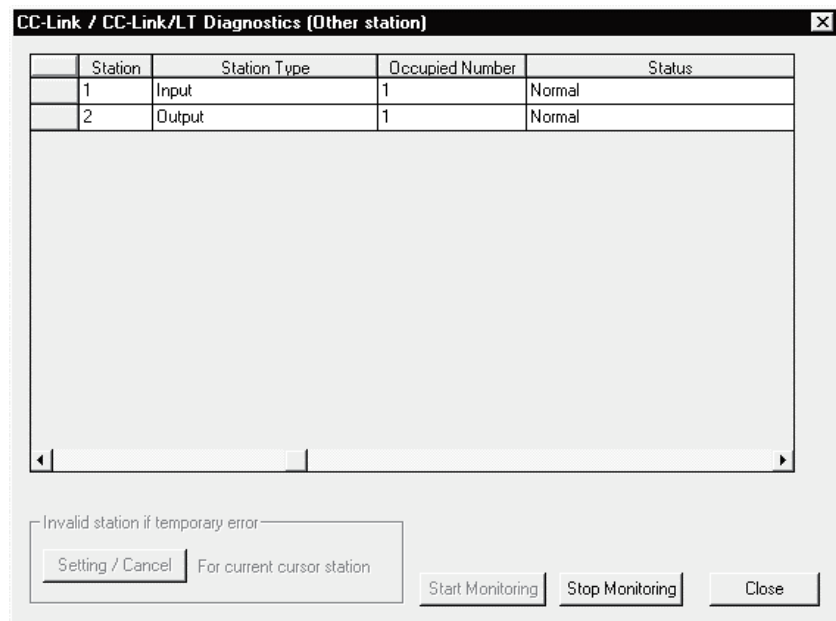 CC-Link / CC-Link/LT Diagnostics (Other station)
Station Station Type Occupied Number Status
1 Input 1 Normal
2 Output 1 Normal
Invalid station if temporary error
Setting / Cancel For current cursor station
Start Monitoring Stop Monitoring Close